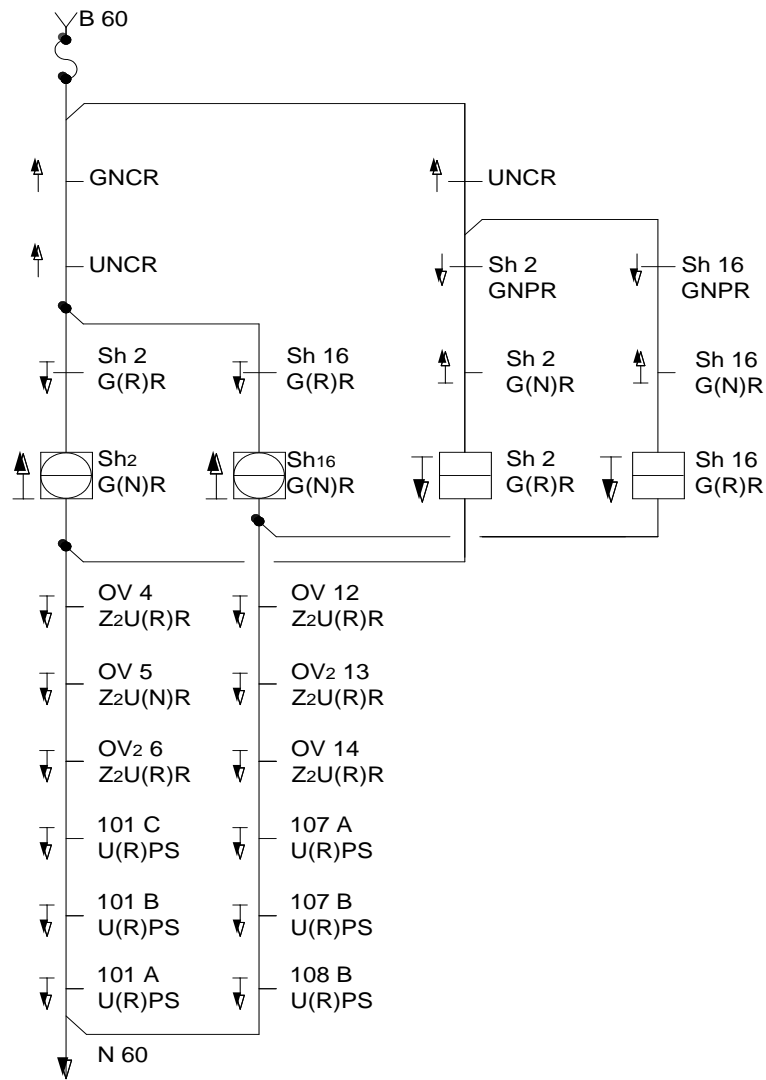 B 60
GNCR
UNCR
UNCR
Sh 2
GNPR
Sh 16
GNPR
Sh 2
G(R)R
Sh 16
G(R)R
Sh 2
G(N)R
Sh 16
G(N)R
Sh2
G(N)R
Sh16
G(N)R
Sh 2
G(R)R
Sh 16
G(R)R
OV 4
Z2U(R)R
OV 12
Z2U(R)R
OV 5
Z2U(N)R
OV2 13
Z2U(R)R
OV2 6
Z2U(R)R
OV 14
Z2U(R)R
101 C
U(R)PS
107 A
U(R)PS
101 B
U(R)PS
107 B
U(R)PS
101 A
U(R)PS
108 B
U(R)PS
N 60